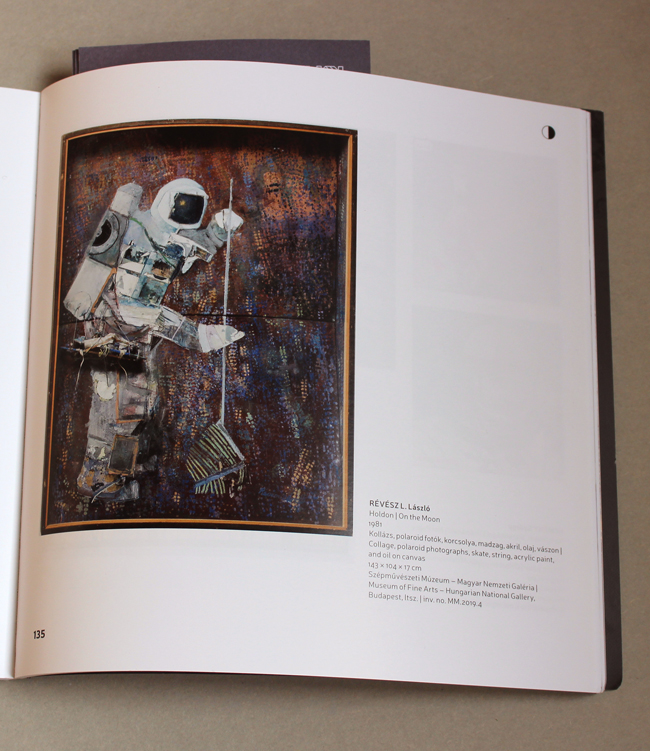 RÉVÉSZ L. László
Holdon | On the Moon
1981
Kollázs, polaroid fotók, korcsolya, madzag, akril, olaj, vászon |
Collage, polaroid photographs, skate, string, acrylic paint,
and oil on canvas
143 × 104 × 17 cm
Szépművészeti Múzeum – Magyar Nemzeti Galéria |
Museum of Fine Arts – Hungarian National Gallery,
Budapest, ltsz. | inv. no. MM.2019.4
135